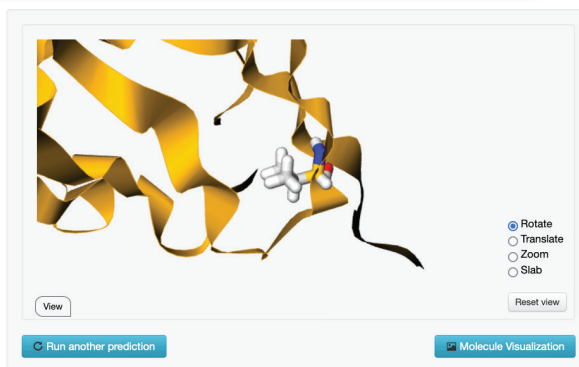 Rotate
Translate
Zoom
Slab
View
Reset view
Run another prediction
Molecule Visualization